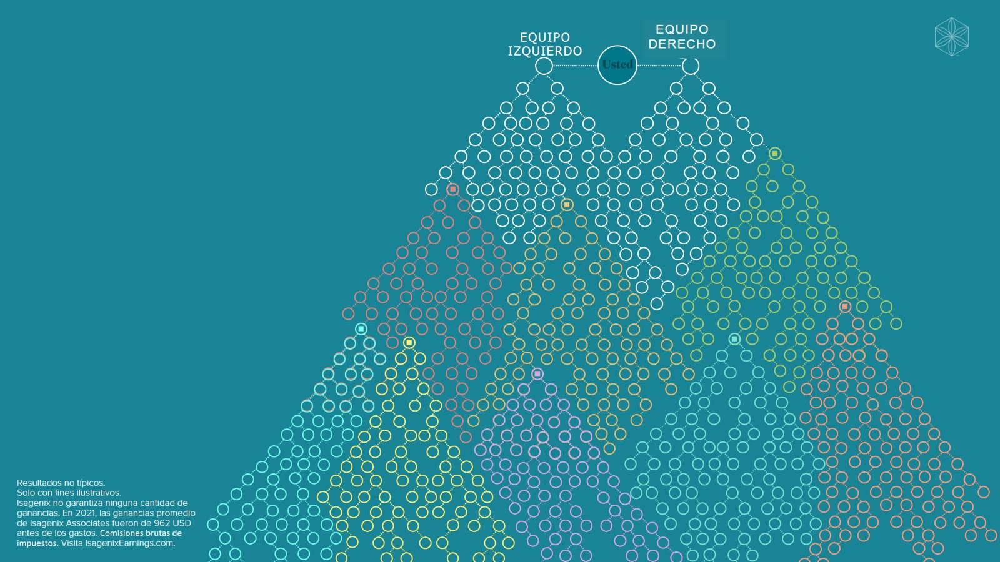 EQUIPO
IZQUIERDO
Usted
EQUIPO
DERECHO
Resultados no típicos.
Solo con fines ilustrativos.
Isagenix no garantiza ninguna cantidad de
ganancias. En 2021, las ganancias promedio
de Isagenix Associates fueron de 962 USD
antes de los gastos. Comisiones brutas de
impuestos. Visita IsagenixEarnings.com.